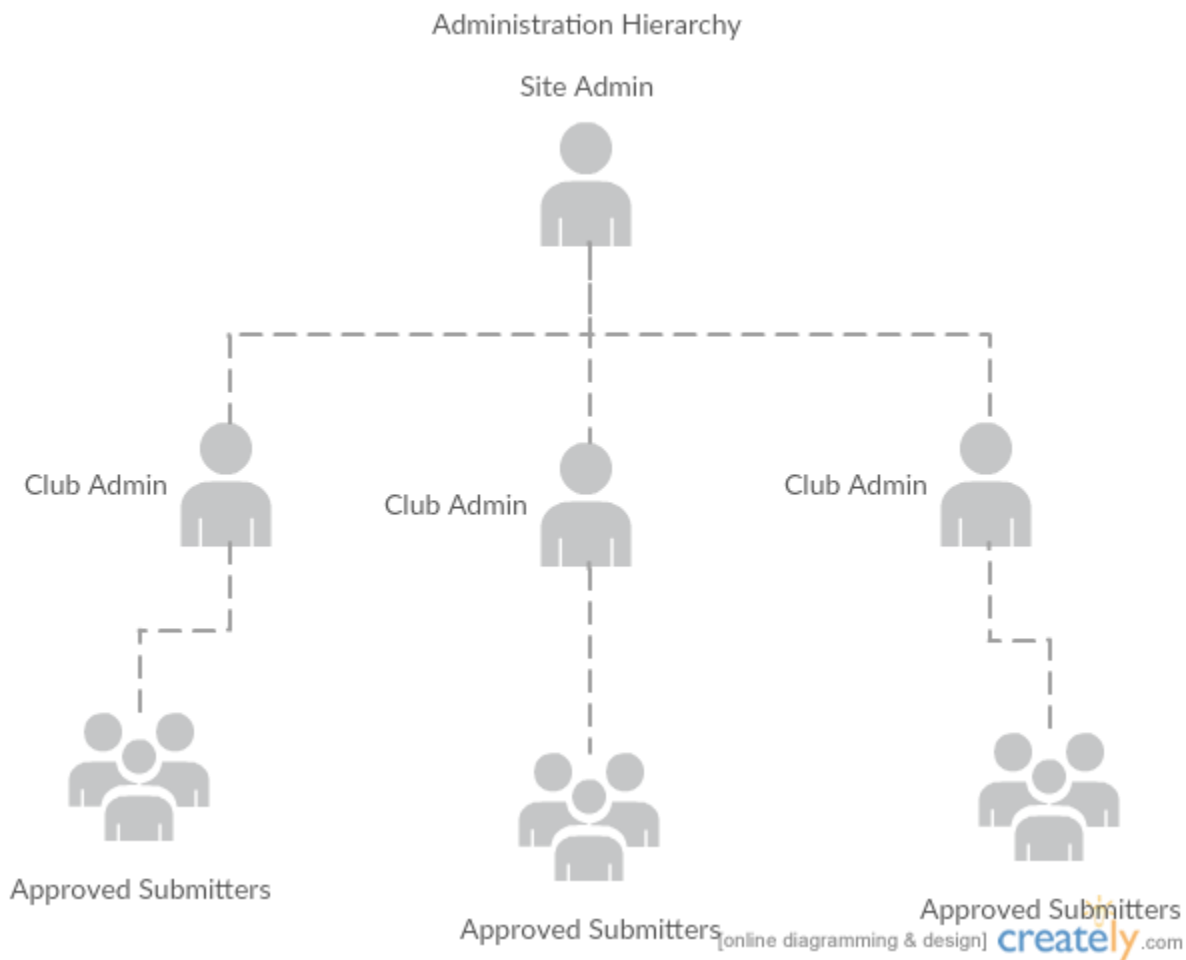 Administration Hierarchy
Site Admin
Club Admin
Club Admin
Club Admin
Approved Submitters
Approved Submitters
Approved Submitters
[online diagramming & design] creately.com